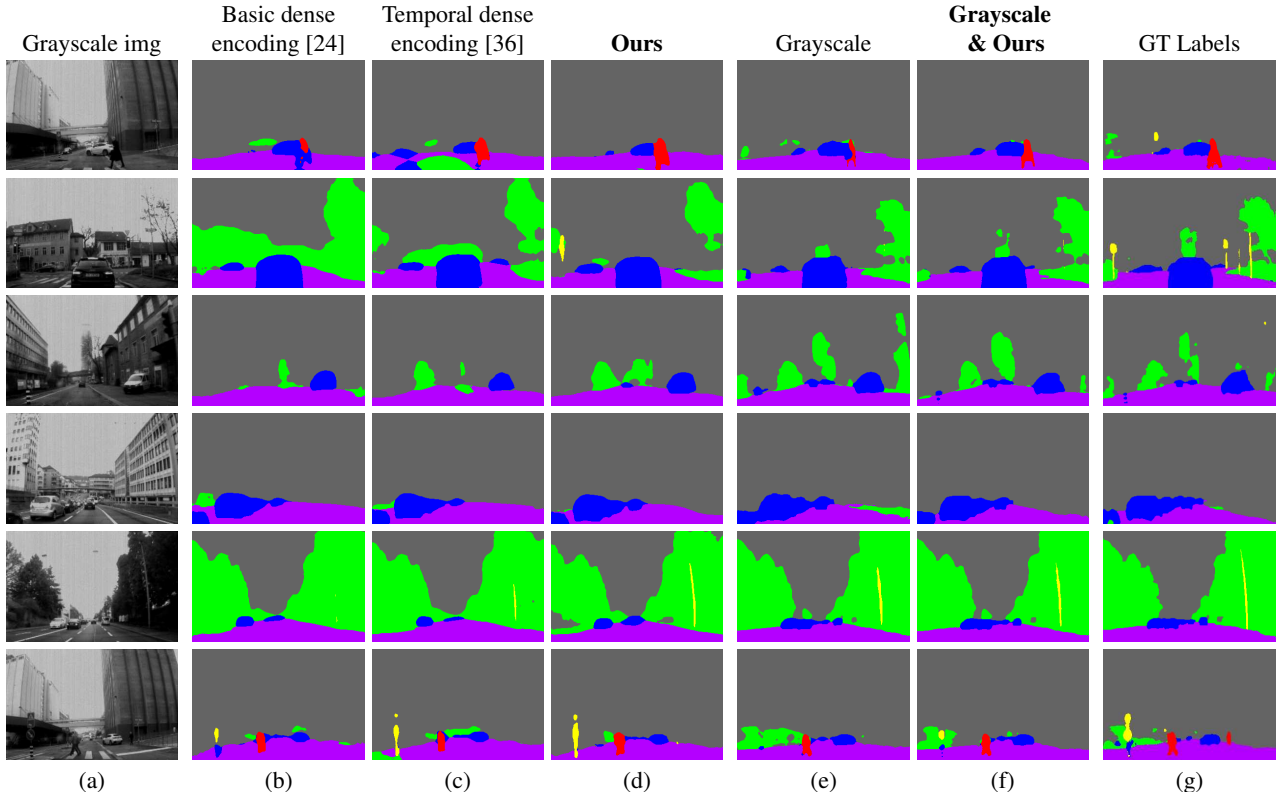 Grayscale img
Basic dense
encoding [24]
Temporal dense
encoding [36]
Ours
Grayscale
Grayscale
& Ours
GT Labels
(a)
(b)
(c)
(d)
(e)
(f)
(g)